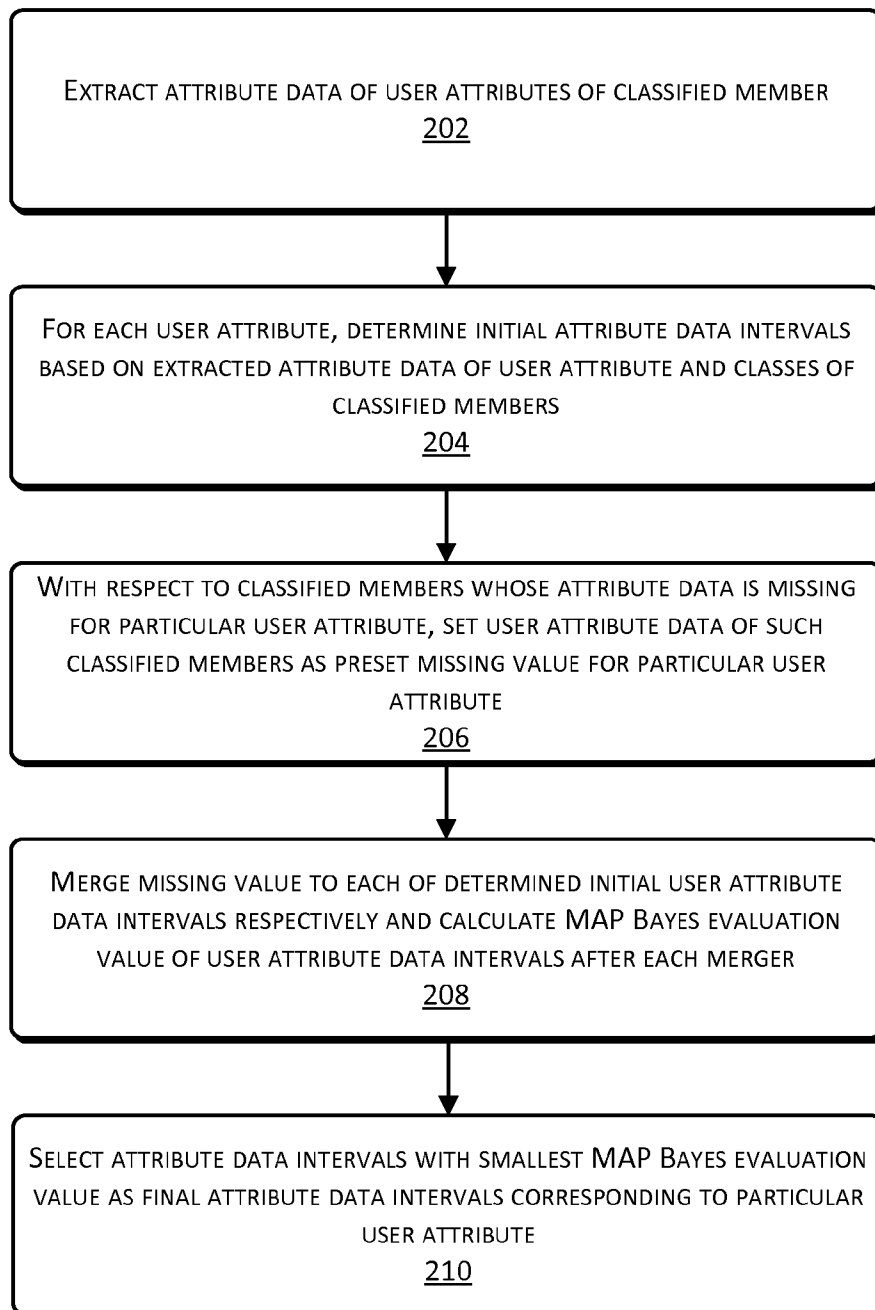 EXTRACT ATTRIBUTE DATA OF USER ATTRIBUTES OF CLASSIFIED MEMBER
202
FOR EACH USER ATTRIBUTE, DETERMINE INITIAL ATTRIBUTE DATA INTERVALS
BASED ON EXTRACTED ATTRIBUTE DATA OF USER ATTRIBUTE AND CLASSES OF
CLASSIFIED MEMBERS
204
WITH RESPECT TO CLASSIFIED MEMBERS WHOSE ATTRIBUTE DATA IS MISSING
FOR PARTICULAR USER ATTRIBUTE, SET USER ATTRIBUTE DATA OF SUCH
CLASSIFIED MEMBERS AS PRESET MISSING VALUE FOR PARTICULAR USER
ATTRIBUTE
206
MERGE MISSING VALUE TO EACH OF DETERMINED INITIAL USER ATTRIBUTE
DATA INTERVALS RESPECTIVELY AND CALCULATE MAP BAYES EVALUATION
VALUE OF USER ATTRIBUTE DATA INTERVALS AFTER EACH MERGER
208
SELECT ATTRIBUTE DATA INTERVALS WITH SMALLEST MAP BAYES EVALUATION
VALUE AS FINAL ATTRIBUTE DATA INTERVALS CORRESPONDING TO PARTICULAR
USER ATTRIBUTE
210